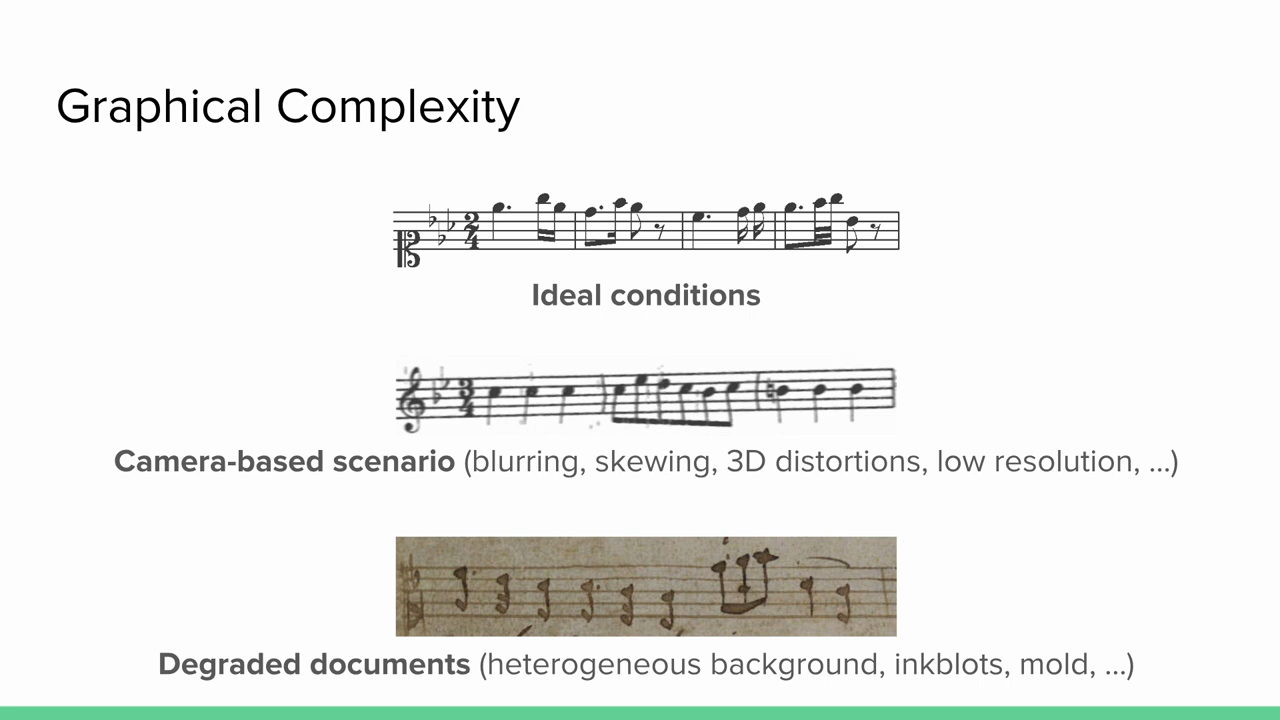 Graphical Complexity
Ideal conditions
Camera-based scenario (blurring, skewing, 3D distortions, low resolution, ...)
Degraded documents (heterogeneous background, inkblots, mold, ...)